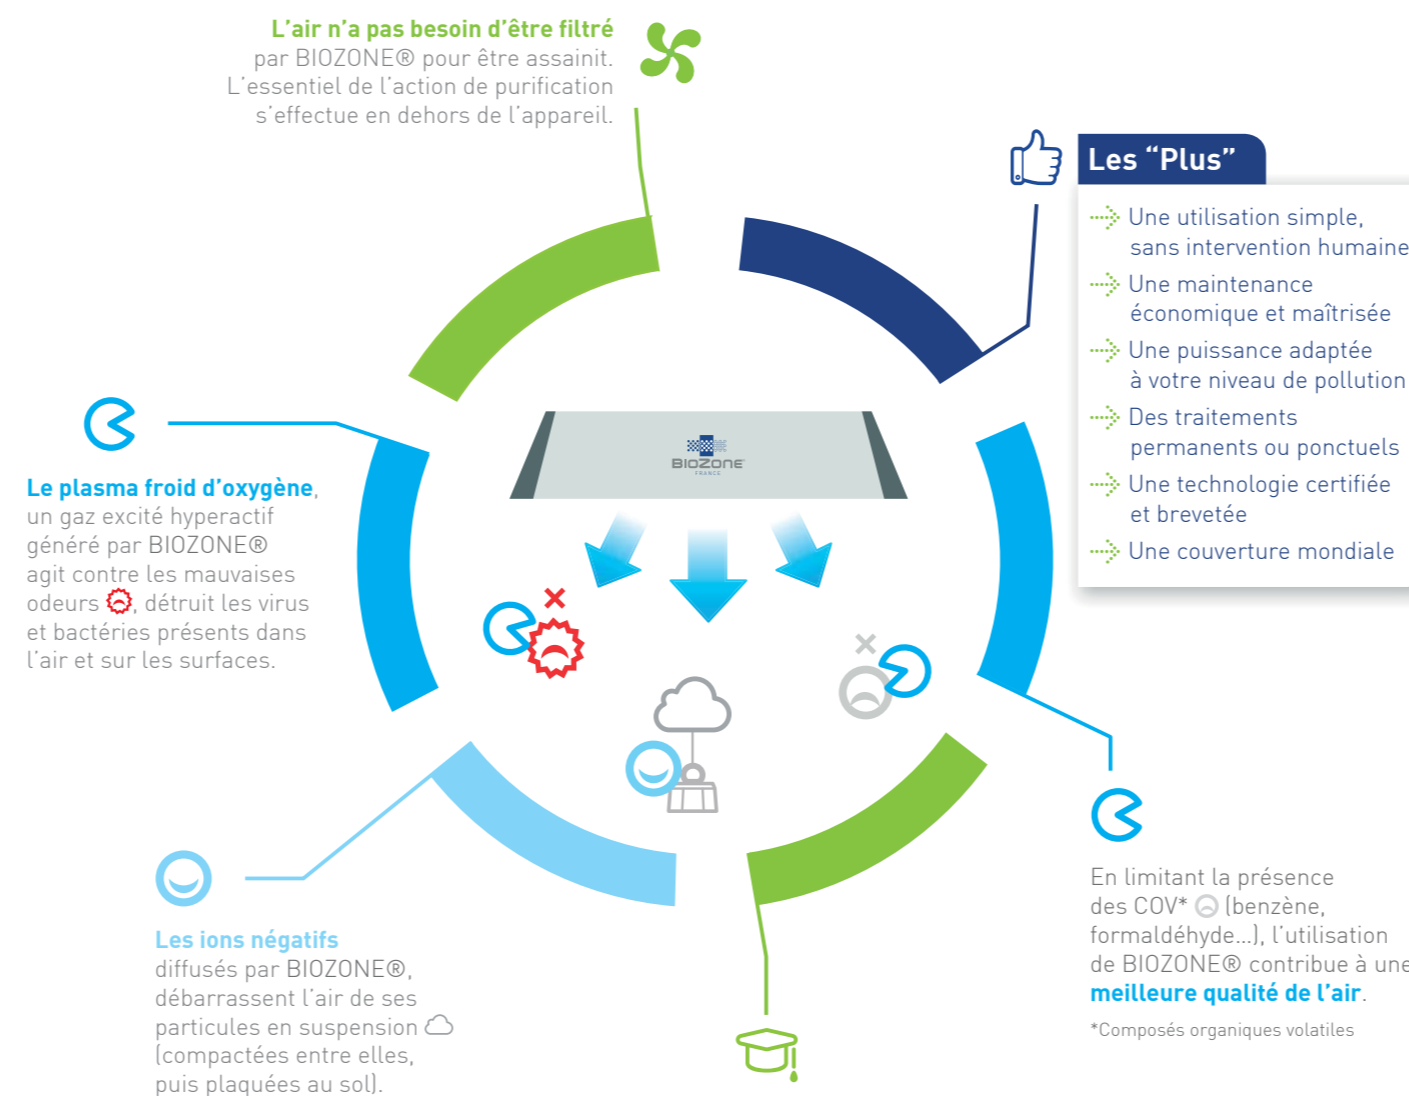 L'air n'a pas besoin d'être filtré
par BIOZONE® pour être assainit.
L'essentiel de l'action de purification
s'effectue en dehors de l'appareil.
Les “Plus”
Une utilisation simple,
sans intervention humaine
Une maintenance
économique et maîtrisée
Une puissance adaptée
à votre niveau de pollution
Des traitements
permanents ou ponctuels
Une technologie certifiée
et brevetée
Une couverture mondiale
BIOZONE
FRANCE
Le plasma froid d'oxygène,
un gaz excité hyperactif
généré par BIOZONE®
agit contre les mauvaises
odeurs , détruit les virus
et bactéries présents dans
l'air et sur les surfaces.
Les ions négatifs
diffusés par BIOZONE®,
débarrassent l'air de ses
particules en suspension
(compactées entre elles,
puis plaquées au sol).
En limitant la présence
des COV* (benzène,
formaldéhyde...), l'utilisation
de BIOZONE® contribue à une
meilleure qualité de l'air.
*Composés organiques volatiles